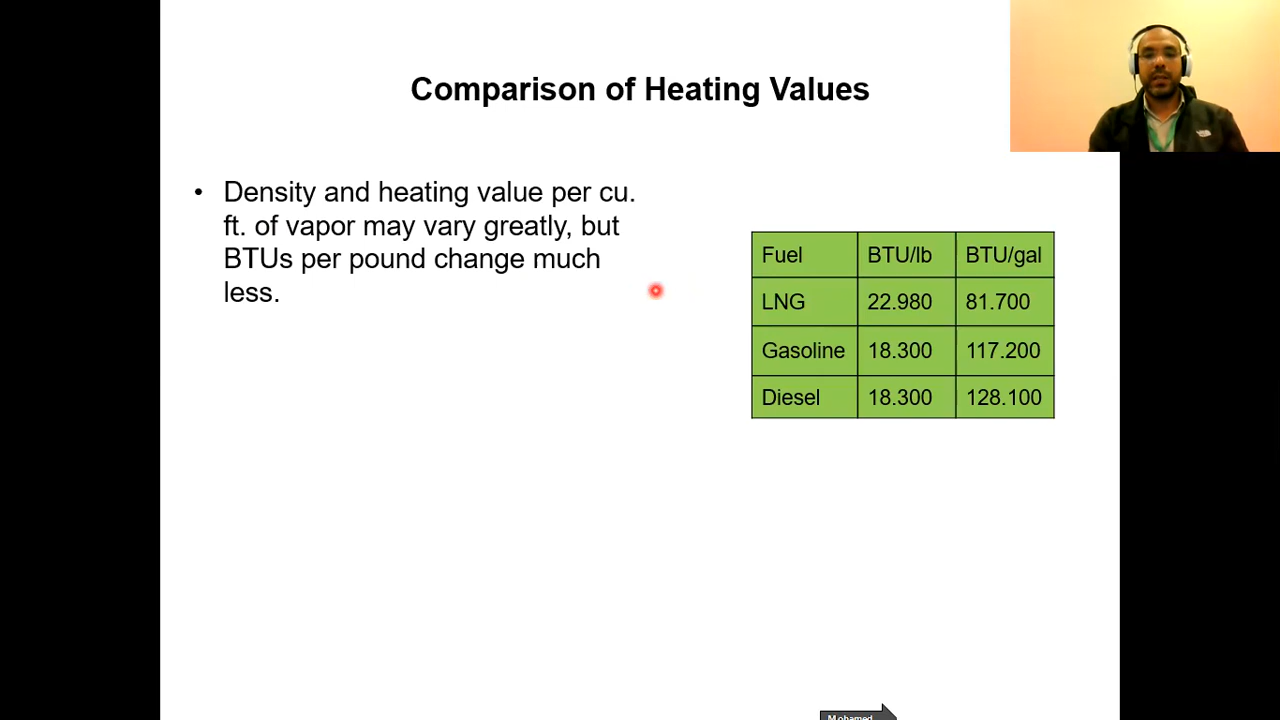 Comparison of Heating Values
• Density and heating value per cu.
ft. of vapor may vary greatly, but
BTUs per pound change much
less.
Fuel BTU/lb BTU/gal
LNG 22.980 81.700
Gasoline 18.300 117.200
Diesel 18.300 128.100
Mohamed